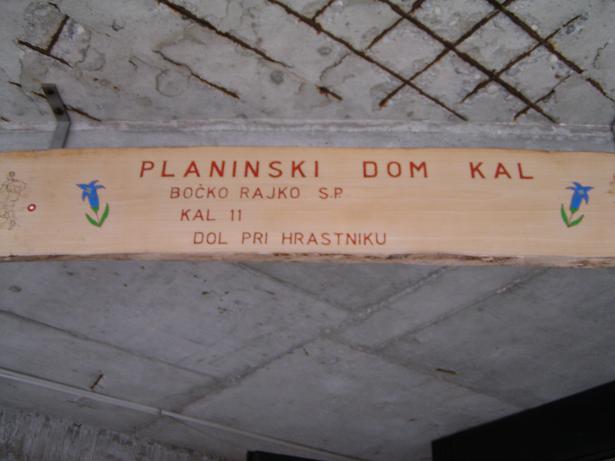 PLANINSKI DOM KAL
BOČKO RAJKO S.P.
KAL 11
DOL PRI HRASTNIKU